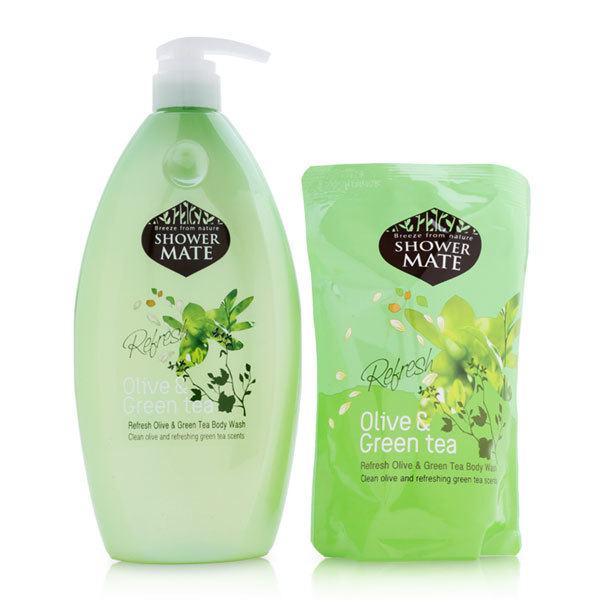 Breeze from nature
SHOWER
MATE
Refresh
Olive &
Green tea
Refresh Olive & Green Tea Body Wash
Clean olive and refreshing green tea scents
Breeze from nature
SHOWER
MATE
Refresh
Olive &
Green tea
Refresh Olive & Green Tea Body Wash
Clean olive and refreshing green tea scents